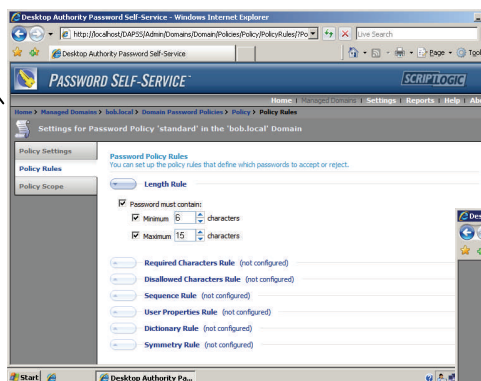 Desktop Authority Password Self-Service - Windows Internet Explorer
http://localhost/DAPSS/Admin/Domains/Domain/Policies/Policy/PolicyRules/?Po
Live Search
Desktop Authority Password Self-Service
Page
Tool
PASSWORD SELF-SERVICE
SCRIPTLOGIC
Home | Managed Domains | Settings | Reports | Help | Abo
Home > Managed Domains > bob.local > Domain Password Policies > Policy > Policy Rules
Settings for Password Policy 'standard' in the 'bob.local' Domain
Policy Settings
Policy Rules
Policy Scope
Password Policy Rules
You can set up the policy rules that define which passwords to accept or reject.
Length Rule
Password must contain:
Minimum 6 characters
Maximum 15 characters
Required Characters Rule (not configured)
Disallowed Characters Rule (not configured)
Sequence Rule (not configured)
User Properties Rule (not configured)
Dictionary Rule (not configured)
Symmetry Rule (not configured)
Des
Start
Desktop Authority Pa...